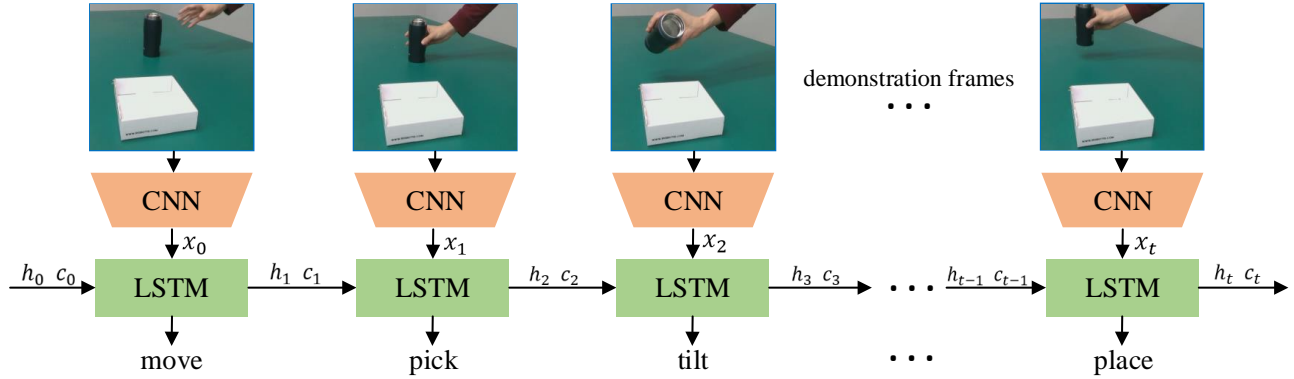 demonstration frames
. . .
CNN CNN CNN CNN
x₀ x₁ x₂ xₜ
h₀ c₀ LSTM h₁ c₁ LSTM h₂ c₂ LSTM h₃ c₃ . . . hₜ₋₁ cₜ₋₁ LSTM hₜ cₜ
move pick tilt . . . place